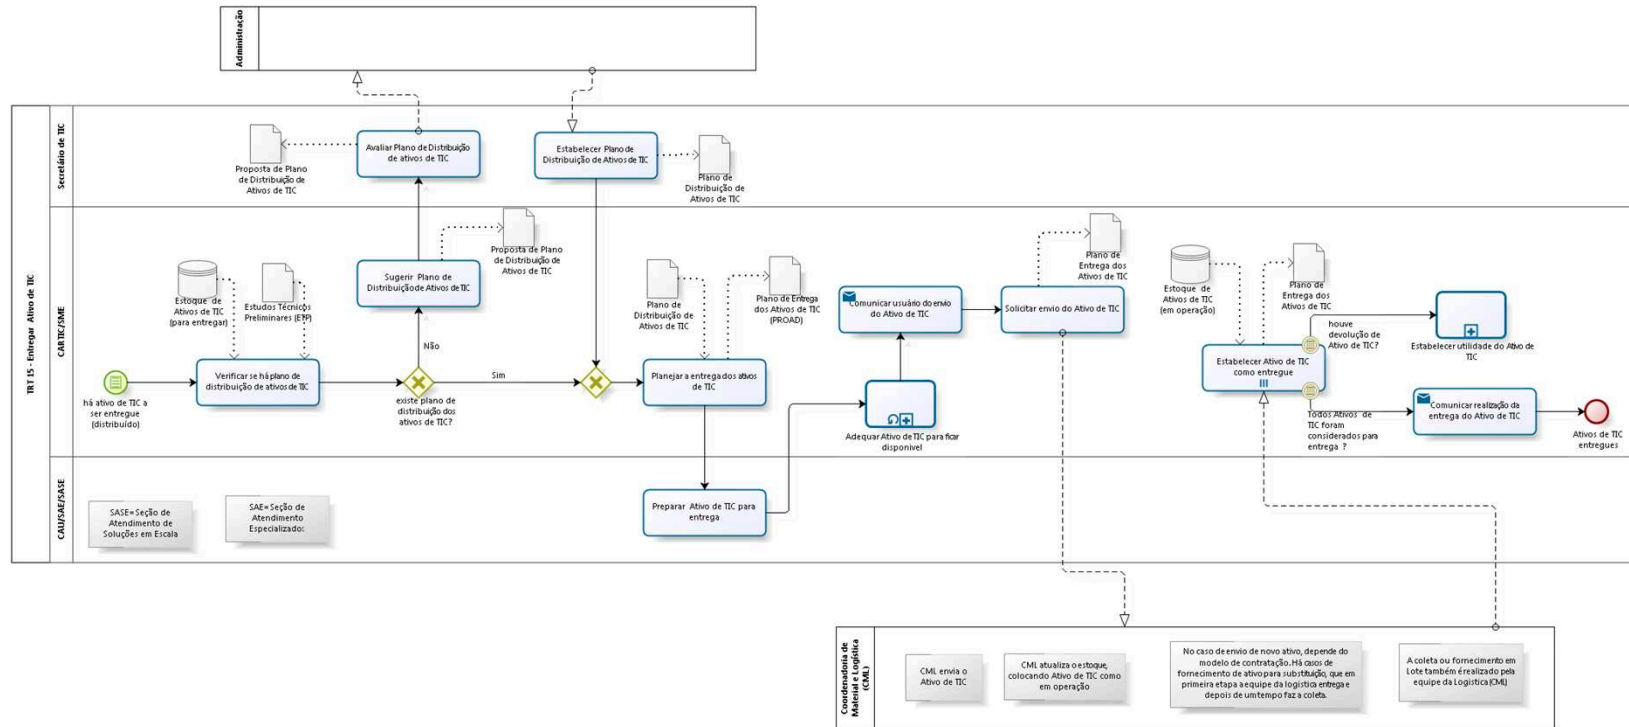 Administração
TRT 15 - Entregar Ativo de TIC
Secretário de TIC
Proposta de Plano
de Distribuição de
Ativos de TIC
Avaliar Plano de Distribuição
de ativos de TIC
Estabelecer Plano de
Distribuição de Ativos de TIC
Plano de
Distribuição de
Ativos de TIC
CARTIC/SME
há ativo de TIC a
ser entregue
(distribuído)
Estoque de
Ativos de TIC
(para entregar)
Estudos Técnicos
Preliminares (ETP)
Verificar se há plano de
distribuição de ativos de TIC
Sugerir Plano de
Distribuição de Ativos de TIC
Proposta de Plano
de Distribuição de
Ativos de TIC
Não
existe plano de
distribuição dos
ativos de TIC?
Sim
Plano de
Distribuição de
Ativos de TIC
Plano de Entrega
dos Ativos de TIC
(PROAD)
Planejar a entrega dos ativos
de TIC
Adequar Ativo de TIC para ficar
disponível
Comunicar usuário do envio
do Ativo de TIC
Solicitar envio do Ativo de TIC
Plano de
Entrega dos
Ativos de TIC
Estoque de
Ativos de TIC
(em operação)
Plano de
Entrega dos
Ativos de TIC
Estabelecer Ativo de TIC
como entregue
houve
devolução de
Ativo de TIC?
Estabelecer utilidade do Ativo de
TIC
Todos Ativos de
TIC foram
considerados para
entrega ?
Comunicar realização da
entrega do Ativo de TIC
Ativos de TIC
entregues
CAU/SAE/SASE
SASE= Seção de
Atendimento de
Soluções em Escala
SAE= Seção de
Atendimento
Especializado:
Preparar Ativo de TIC para
entrega
Coordenadoria de
Material e Logística
(CML)
CML envia o
Ativo de TIC
CML atualiza o estoque,
colocando Ativo de TIC como
em operação
No caso de envio de novo ativo, depende do
modelo de contratação. Há casos de
fornecimento de ativo para substituição, que em
primeira etapa a equipe da logistica entrega e
depois de um tempo faz a coleta.
A coleta ou fornecimento em
Lote também é realizado pela
equipe da Logistica (CML)